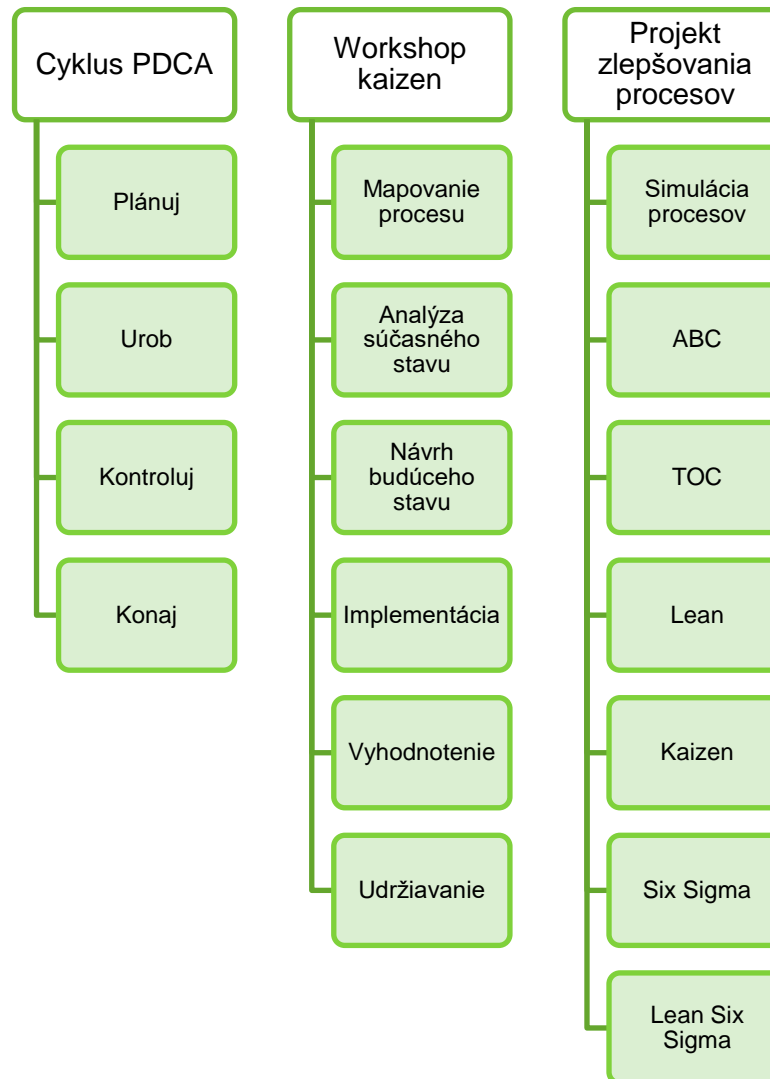 Cyklus PDCA
Plánuj
Urob
Kontroluj
Konaj
Workshop
kaizen
Mapovanie
procesu
Analýza
súčasného
stavu
Návrh
budúceho
stavu
Implementácia
Vyhodnotenie
Udržiavanie
Projekt
zlepšovania
procesov
Simulácia
procesov
ABC
TOC
Lean
Kaizen
Six Sigma
Lean Six
Sigma